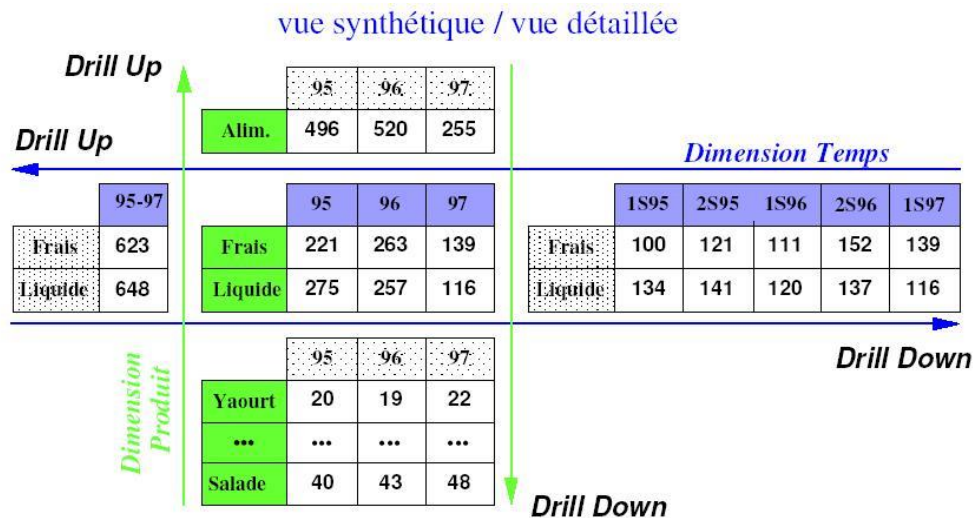 vue synthétique / vue détaillée
Drill Up
95 96 97
Alim. 496 520 255
Drill Up
Dimension Temps
95-97
Frais 623
Liquide 648
95 96 97
Frais 221 263 139
Liquide 275 257 116
1S95 2S95 1S96 2S96 1S97
Frais 100 121 111 152 139
Liquide 134 141 120 137 116
Drill Down
Dimension
Produit
95 96 97
Yaourt 20 19 22
... ... ... ...
Salade 40 43 48
Drill Down